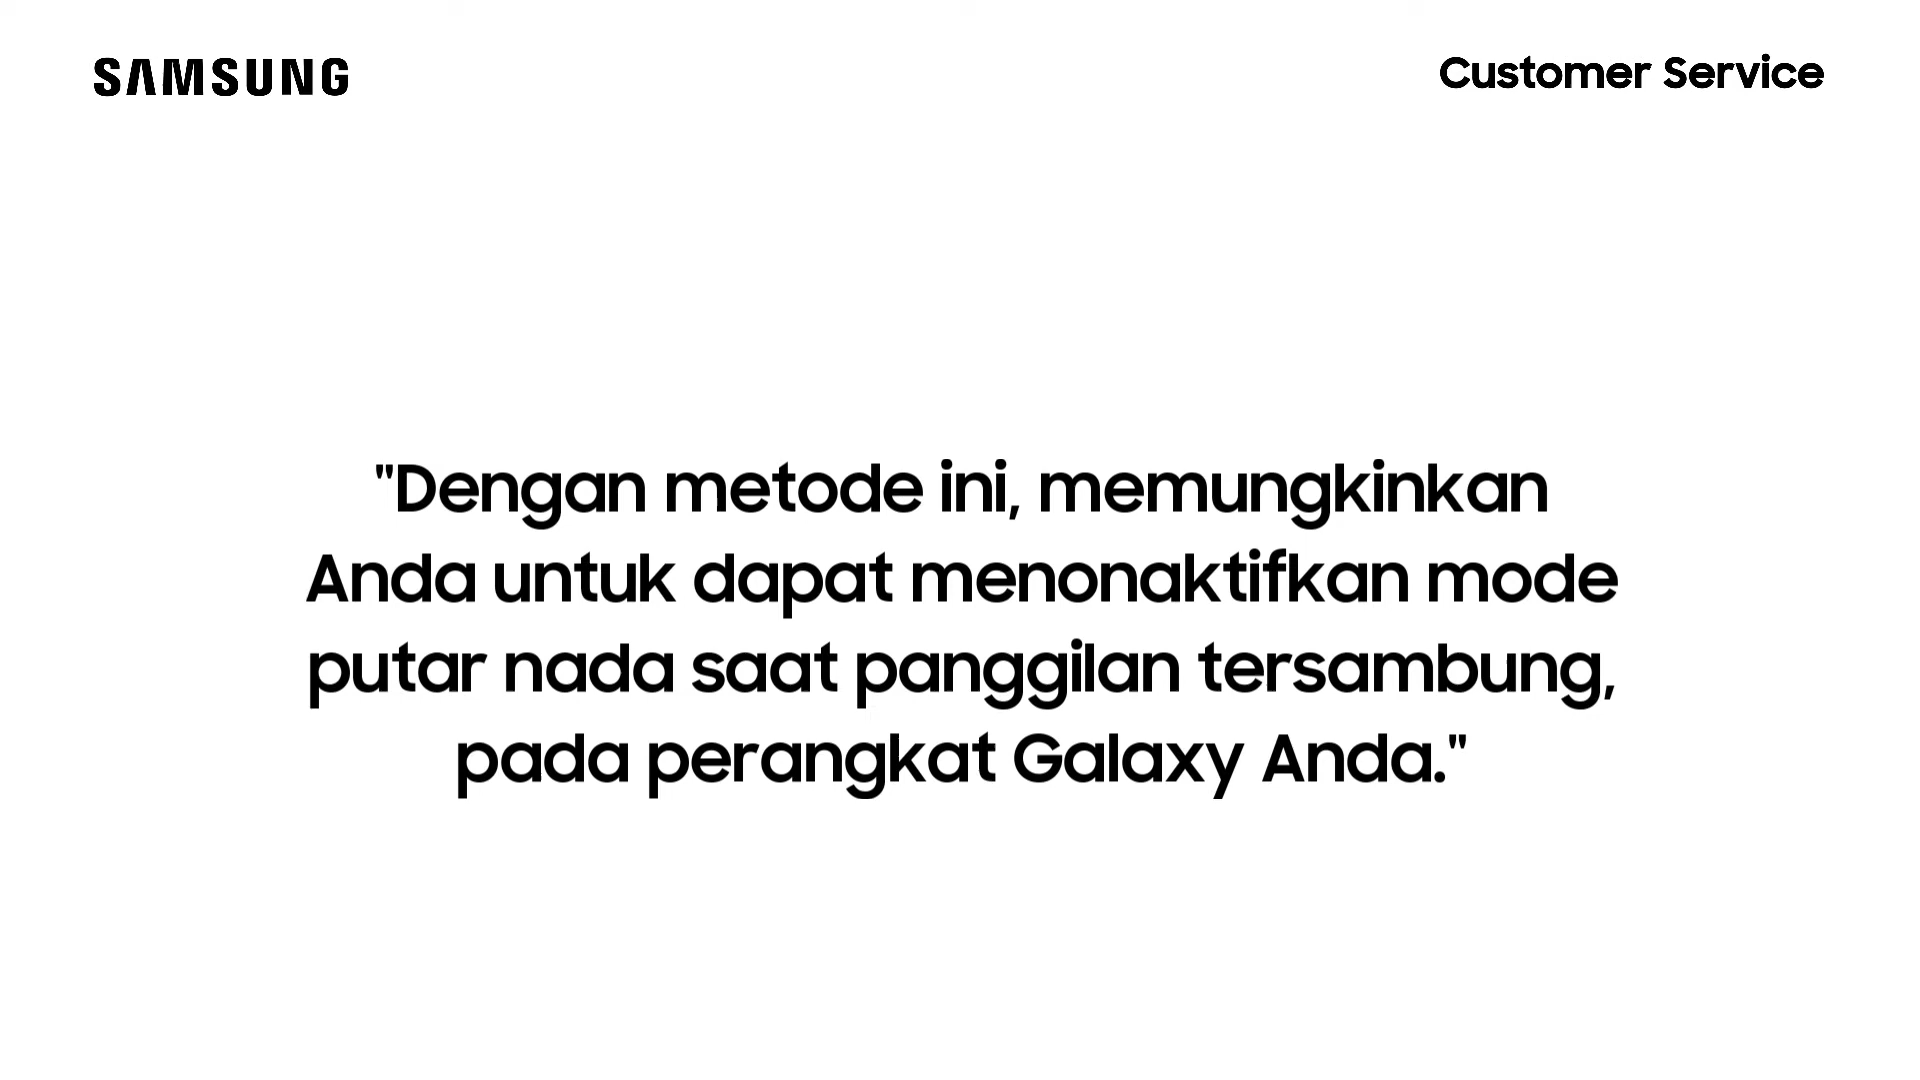 SAMSUNG
Customer Service
"Dengan metode ini, memungkinkan
Anda untuk dapat menonaktifkan mode
putar nada saat panggilan tersambung,
pada perangkat Galaxy Anda."